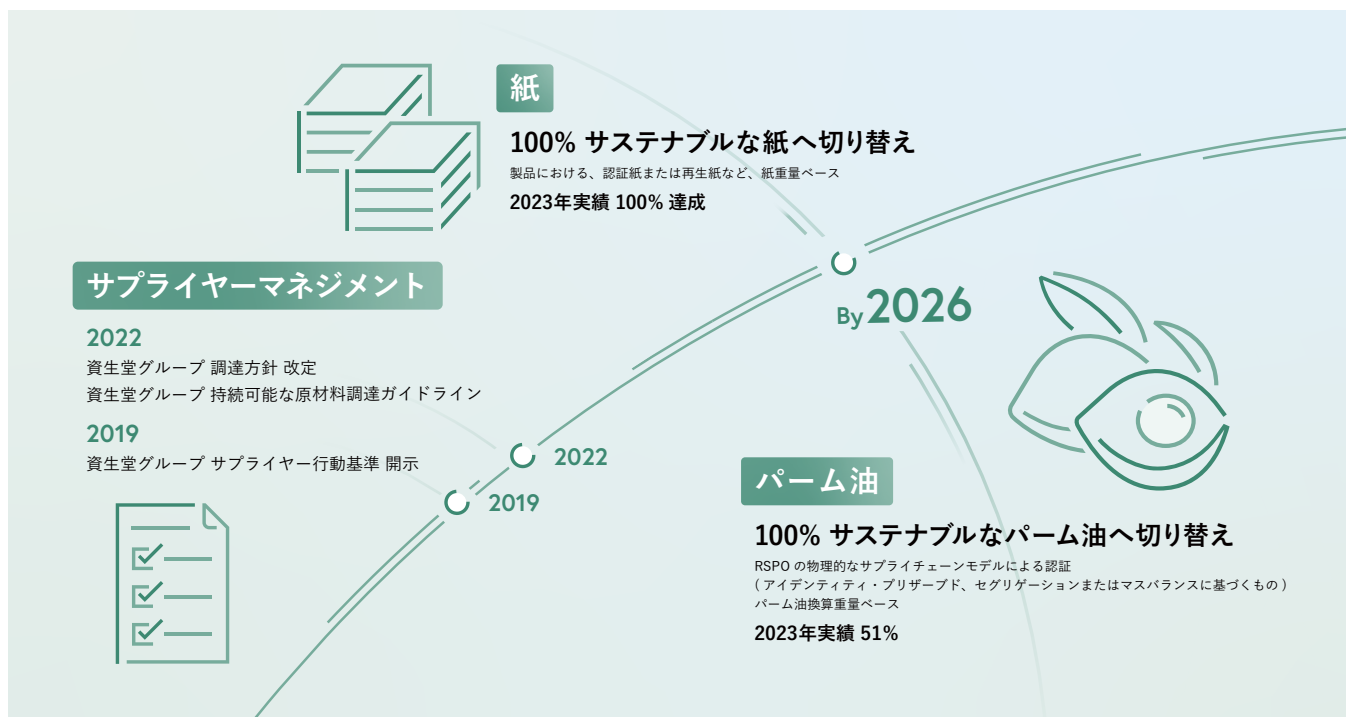 紙
100% サステナブルな紙へ切り替え
製品における、認証紙または再生紙など、紙重量ベース
2023年実績 100% 達成
サプライヤーマネジメント
2022
資生堂グループ 調達方針 改定
資生堂グループ 持続可能な原材料調達ガイドライン
2019
資生堂グループ サプライヤー行動基準 開示
By 2026
2022
2019
パーム油
100% サステナブルなパーム油へ切り替え
RSPO の物理的なサプライチェーンモデルによる認証
( アイデンティティ・プリザーブド、セグリゲーションまたはマスバランスに基づくもの )
パーム油換算重量ベース
2023年実績 51%